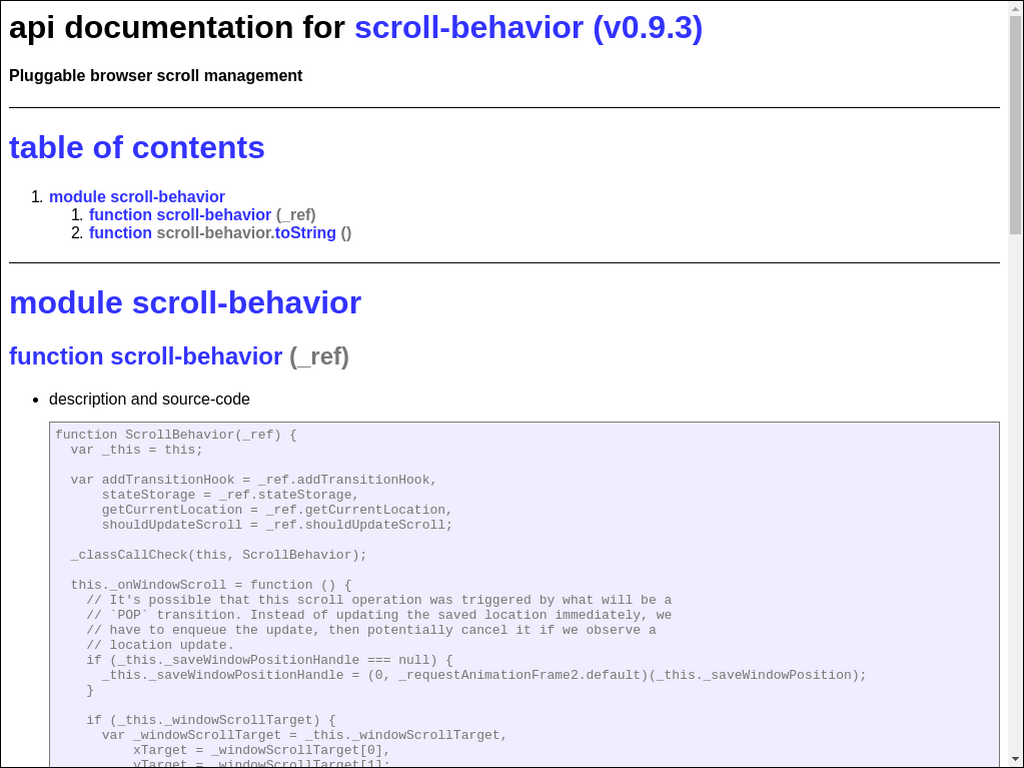 api documentation for scroll-behavior (v0.9.3)
Pluggable browser scroll management
table of contents
1. module scroll-behavior
1. function scroll-behavior (_ref)
2. function scroll-behavior.toString ()
module scroll-behavior
function scroll-behavior (_ref)
• description and source-code
function ScrollBehavior(_ref) {
  var _this = this;
  var addTransitionHook = _ref.addTransitionHook,
      stateStorage = _ref.stateStorage,
      getCurrentLocation = _ref.getCurrentLocation,
      shouldUpdateScroll = _ref.shouldUpdateScroll;
  _classCallCheck(this, ScrollBehavior);
  this._onWindowScroll = function () {
    // It's possible that this scroll operation was triggered by what will be a
    // `POP` transition. Instead of updating the saved location immediately, we
    // have to enqueue the update, then potentially cancel it if we observe a
    // location update.
    if (_this._saveWindowPositionHandle === null) {
      _this._saveWindowPositionHandle = (0, _requestAnimationFrame2.default)(_this._saveWindowPosition);
    }
    if (_this._windowScrollTarget) {
      var _windowScrollTarget = _this._windowScrollTarget,
          xTarget = _windowScrollTarget[0],
          yTarget = _windowScrollTarget[1];